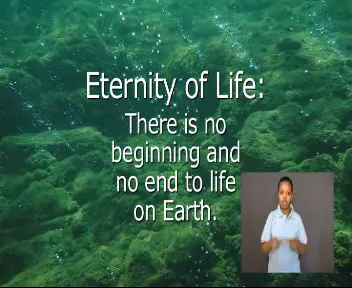 Eternity of Life:
There is no
beginning and
no end to life
on Earth.